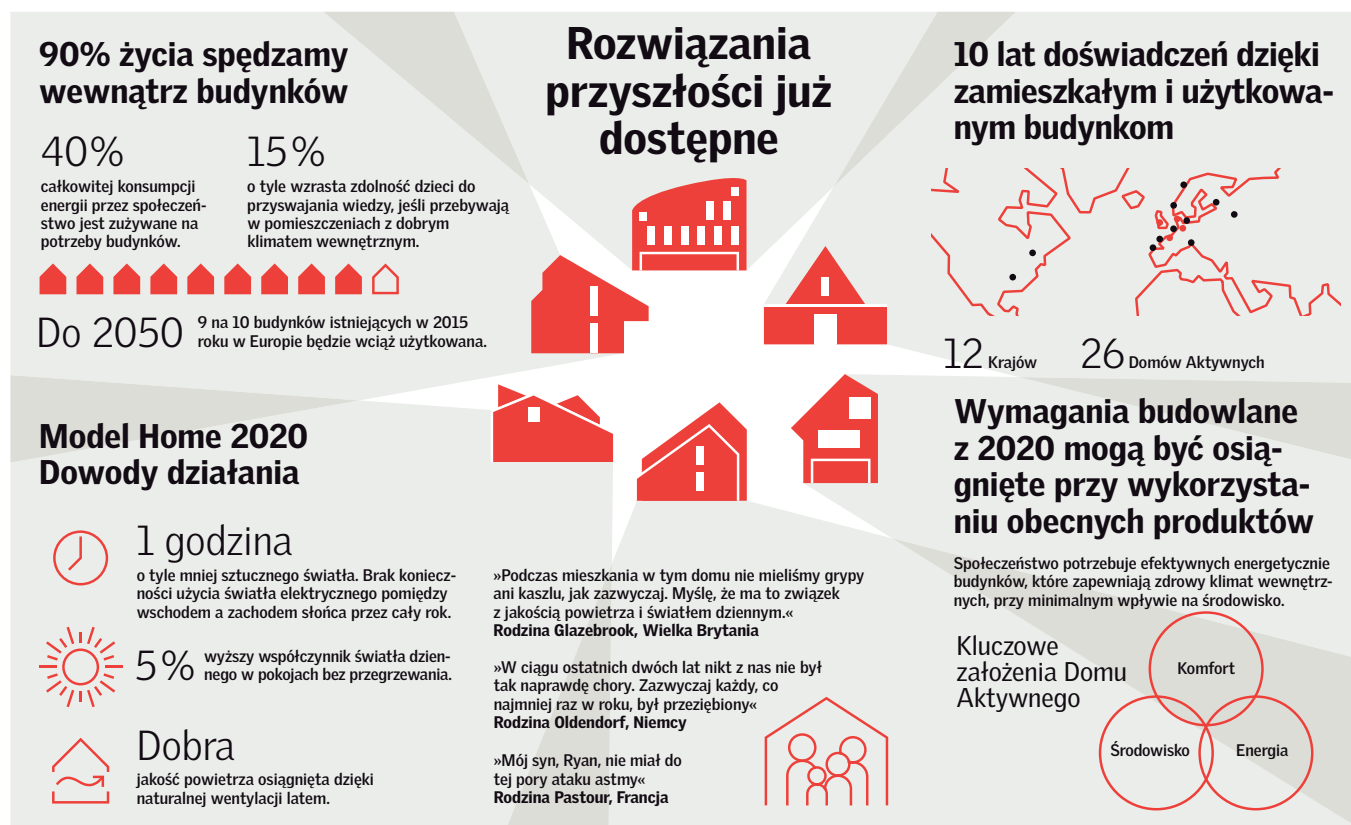 90% życia spędzamy
wewnątrz budynków
40%
całkowitej konsumpcji
energii przez społeczeń-
stwo jest zużywane na
potrzeby budynków.
15%
o tyle wzrasta zdolność dzieci do
przyswajania wiedzy, jeśli przebywają
w pomieszczeniach z dobrym
klimatem wewnętrznym.
Do 2050
9 na 10 budynków istniejących w 2015
roku w Europie będzie wciąż użytkowana.
Model Home 2020
Dowody działania
1 godzina
o tyle mniej sztucznego światła. Brak koniecz-
ności użycia światła elektrycznego pomiędzy
wschodem a zachodem słońca przez cały rok.
5%
wyższy współczynnik światła dzien-
nego w pokojach bez przegrzewania.
Dobra
jakość powietrza osiągnięta dzięki
naturalnej wentylacji latem.
Rozwiązania
przyszłości już
dostępne
»Podczas mieszkania w tym domu nie mieliśmy grypy
ani kaszlu, jak zazwyczaj. Myślę, że ma to związek
z jakością powietrza i światłem dziennym.«
Rodzina Glazebrook, Wielka Brytania
»W ciągu ostatnich dwóch lat nikt z nas nie był
tak naprawdę chory. Zazwyczaj każdy, co
najmniej raz w roku, był przeziębiony«
Rodzina Oldendorf, Niemcy
»Mój syn, Ryan, nie miał do
tej pory ataku astmy«
Rodzina Pastour, Francja
10 lat doświadczeń dzięki
zamieszkałym i użytkowa-
nym budynkom
12 Krajów
26 Domów Aktywnych
Wymagania budowlane
z 2020 mogą być osią-
gnięte przy wykorzysta-
niu obecnych produktów
Społeczeństwo potrzebuje efektywnych energetycznie
budynków, które zapewniają zdrowy klimat wewnętrz-
nych, przy minimalnym wpływie na środowisko.
Kluczowe
założenia Domu
Aktywnego
Komfort
Środowisko
Energia